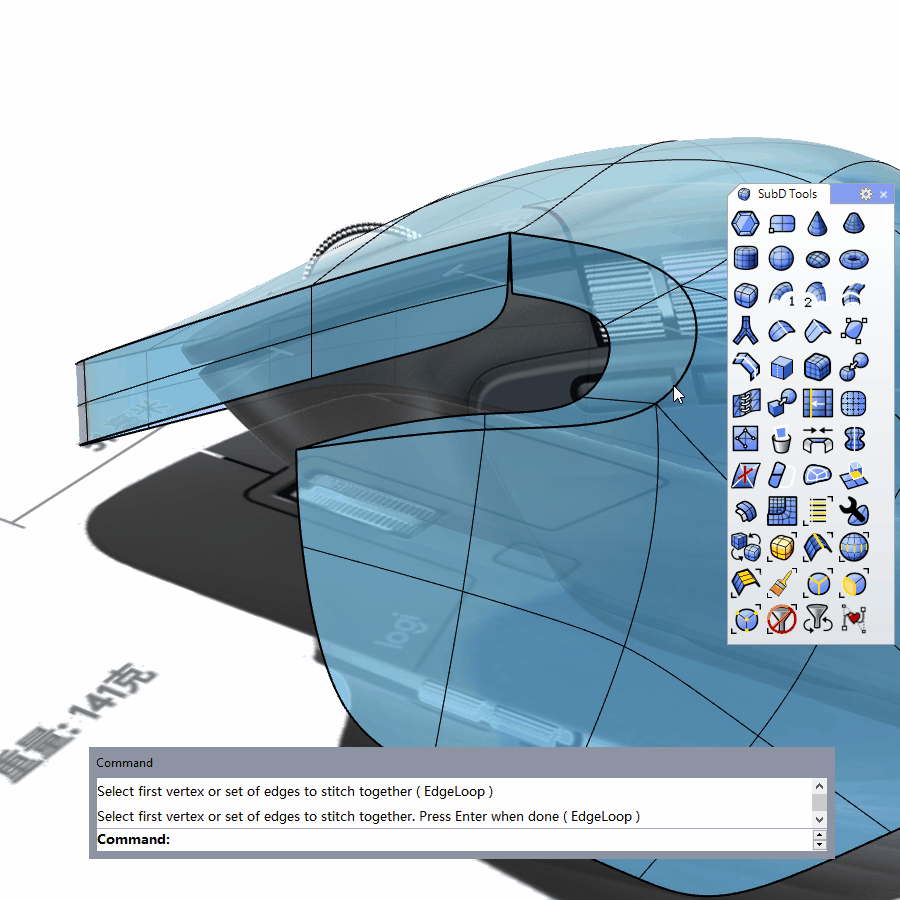 SubD Tools
1
2
logi
重量: 141克
Command
Select first vertex or set of edges to stitch together ( EdgeLoop )
Select first vertex or set of edges to stitch together. Press Enter when done ( EdgeLoop )
Command: